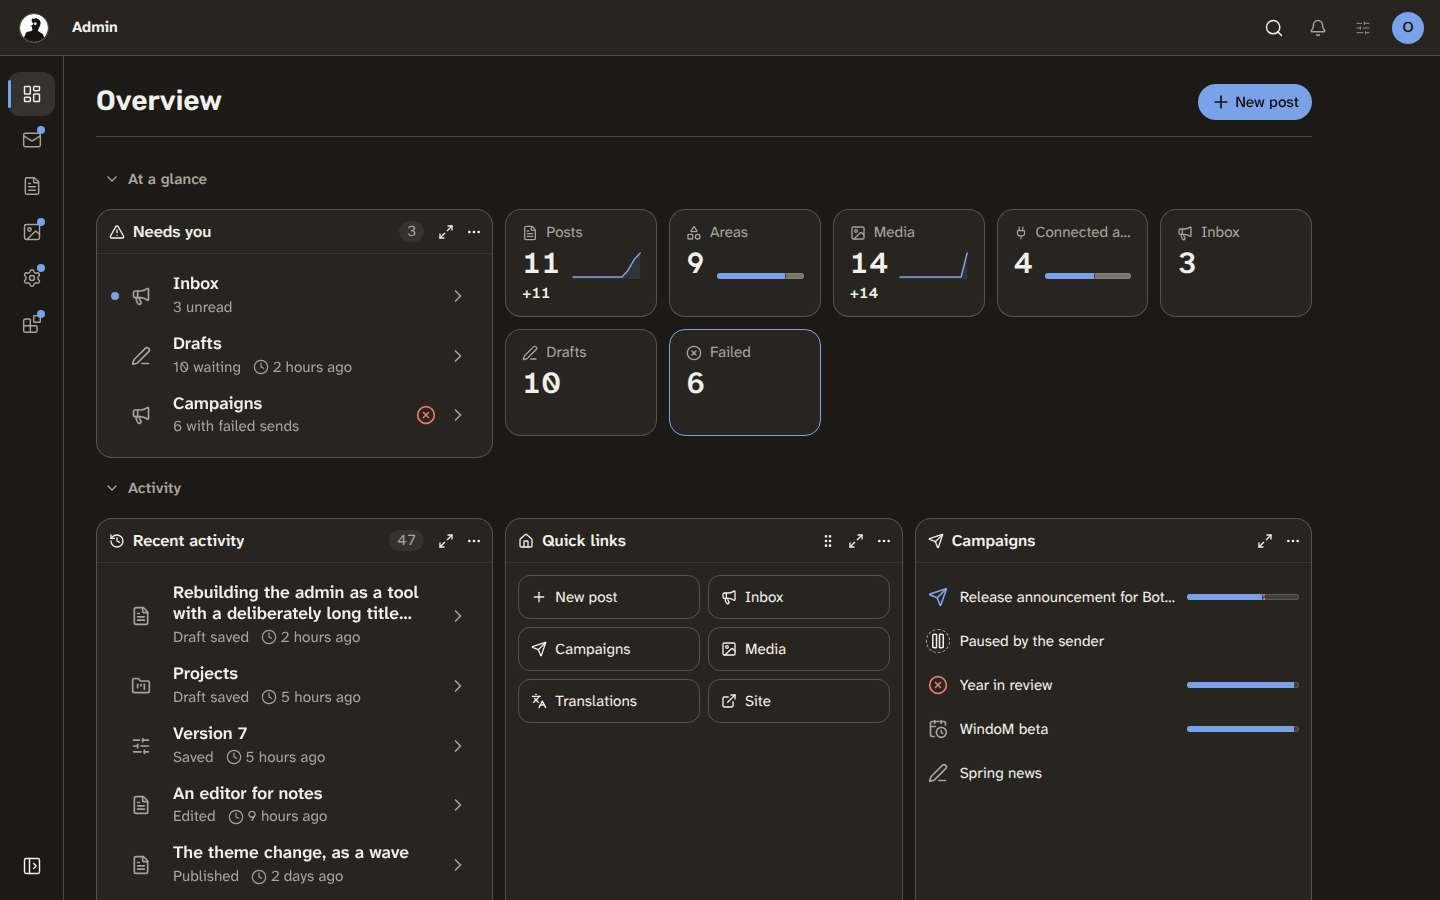 Admin
O
Overview
New post
At a glance
Needs you
3
Inbox
3 unread
Drafts
10 waiting 2 hours ago
Campaigns
6 with failed sends
Posts
11
+11
Areas
9
Media
14
+14
Connected a...
4
Inbox
3
Drafts
10
Failed
6
Activity
Recent activity
47
Rebuilding the admin as a tool
with a deliberately long title...
Draft saved 2 hours ago
Projects
Draft saved 5 hours ago
Version 7
Saved 5 hours ago
An editor for notes
Edited 9 hours ago
The theme change, as a wave
Published 2 days ago
Quick links
New post
Inbox
Campaigns
Media
Translations
Site
Campaigns
Release announcement for Bot...
Paused by the sender
Year in review
WindoM beta
Spring news